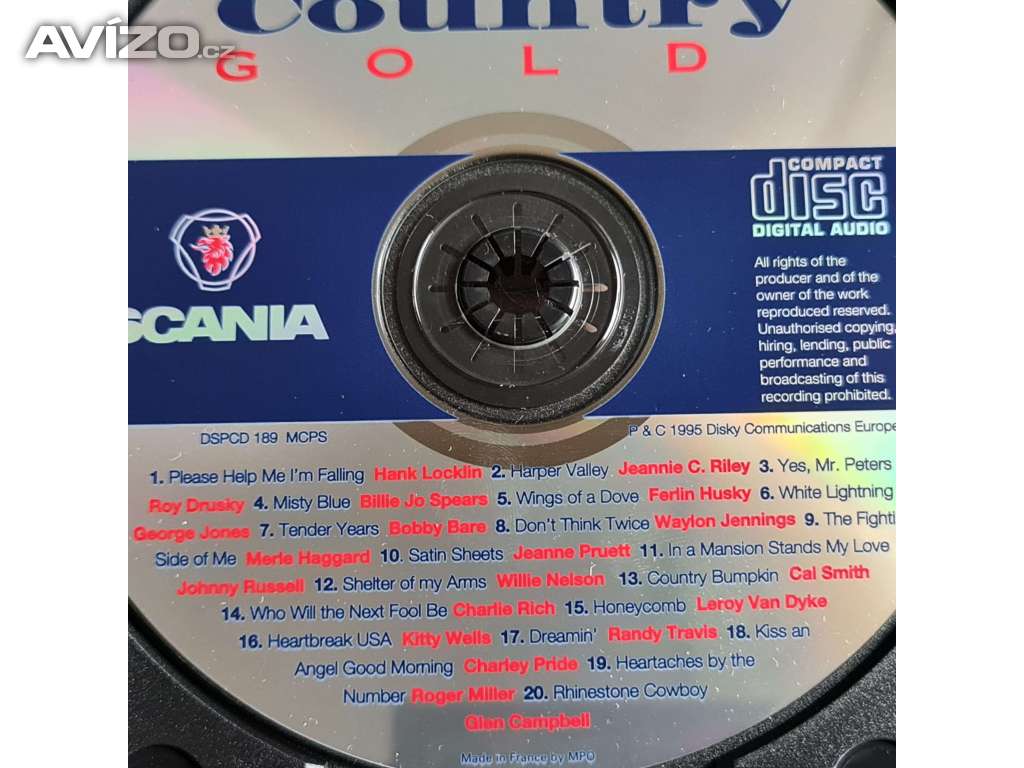 Country
AVÍZO.cz
GOLD
COMPACT
disc
DIGITAL AUDIO
SCANIA
All rights of the
producer and of the
owner of the work
reproduced reserved.
Unauthorised copying,
hiring, lending, public
performance and
broadcasting of this
recording prohibited.
DSPCD 189 MCPS
P & C 1995 Disky Communications Europe
1. Please Help Me I'm Falling Hank Locklin 2. Harper Valley Jeannie C. Riley 3. Yes, Mr. Peters
Roy Drusky 4. Misty Blue Billie Jo Spears 5. Wings of a Dove Ferlin Husky 6. White Lightning
George Jones 7. Tender Years Bobby Bare 8. Don't Think Twice Waylon Jennings 9. The Fighti
Side of Me Merle Haggard 10. Satin Sheets Jeanne Pruett 11. In a Mansion Stands My Love
Johnny Russell 12. Shelter of my Arms Willie Nelson 13. Country Bumpkin Cal Smith
14. Who Will the Next Fool Be Charlie Rich 15. Honeycomb Leroy Van Dyke
16. Heartbreak USA Kitty Wells 17. Dreamin' Randy Travis 18. Kiss an
Angel Good Morning Charley Pride 19. Heartaches by the
Number Roger Miller 20. Rhinestone Cowboy
Glen Campbell
Made in France by MPO